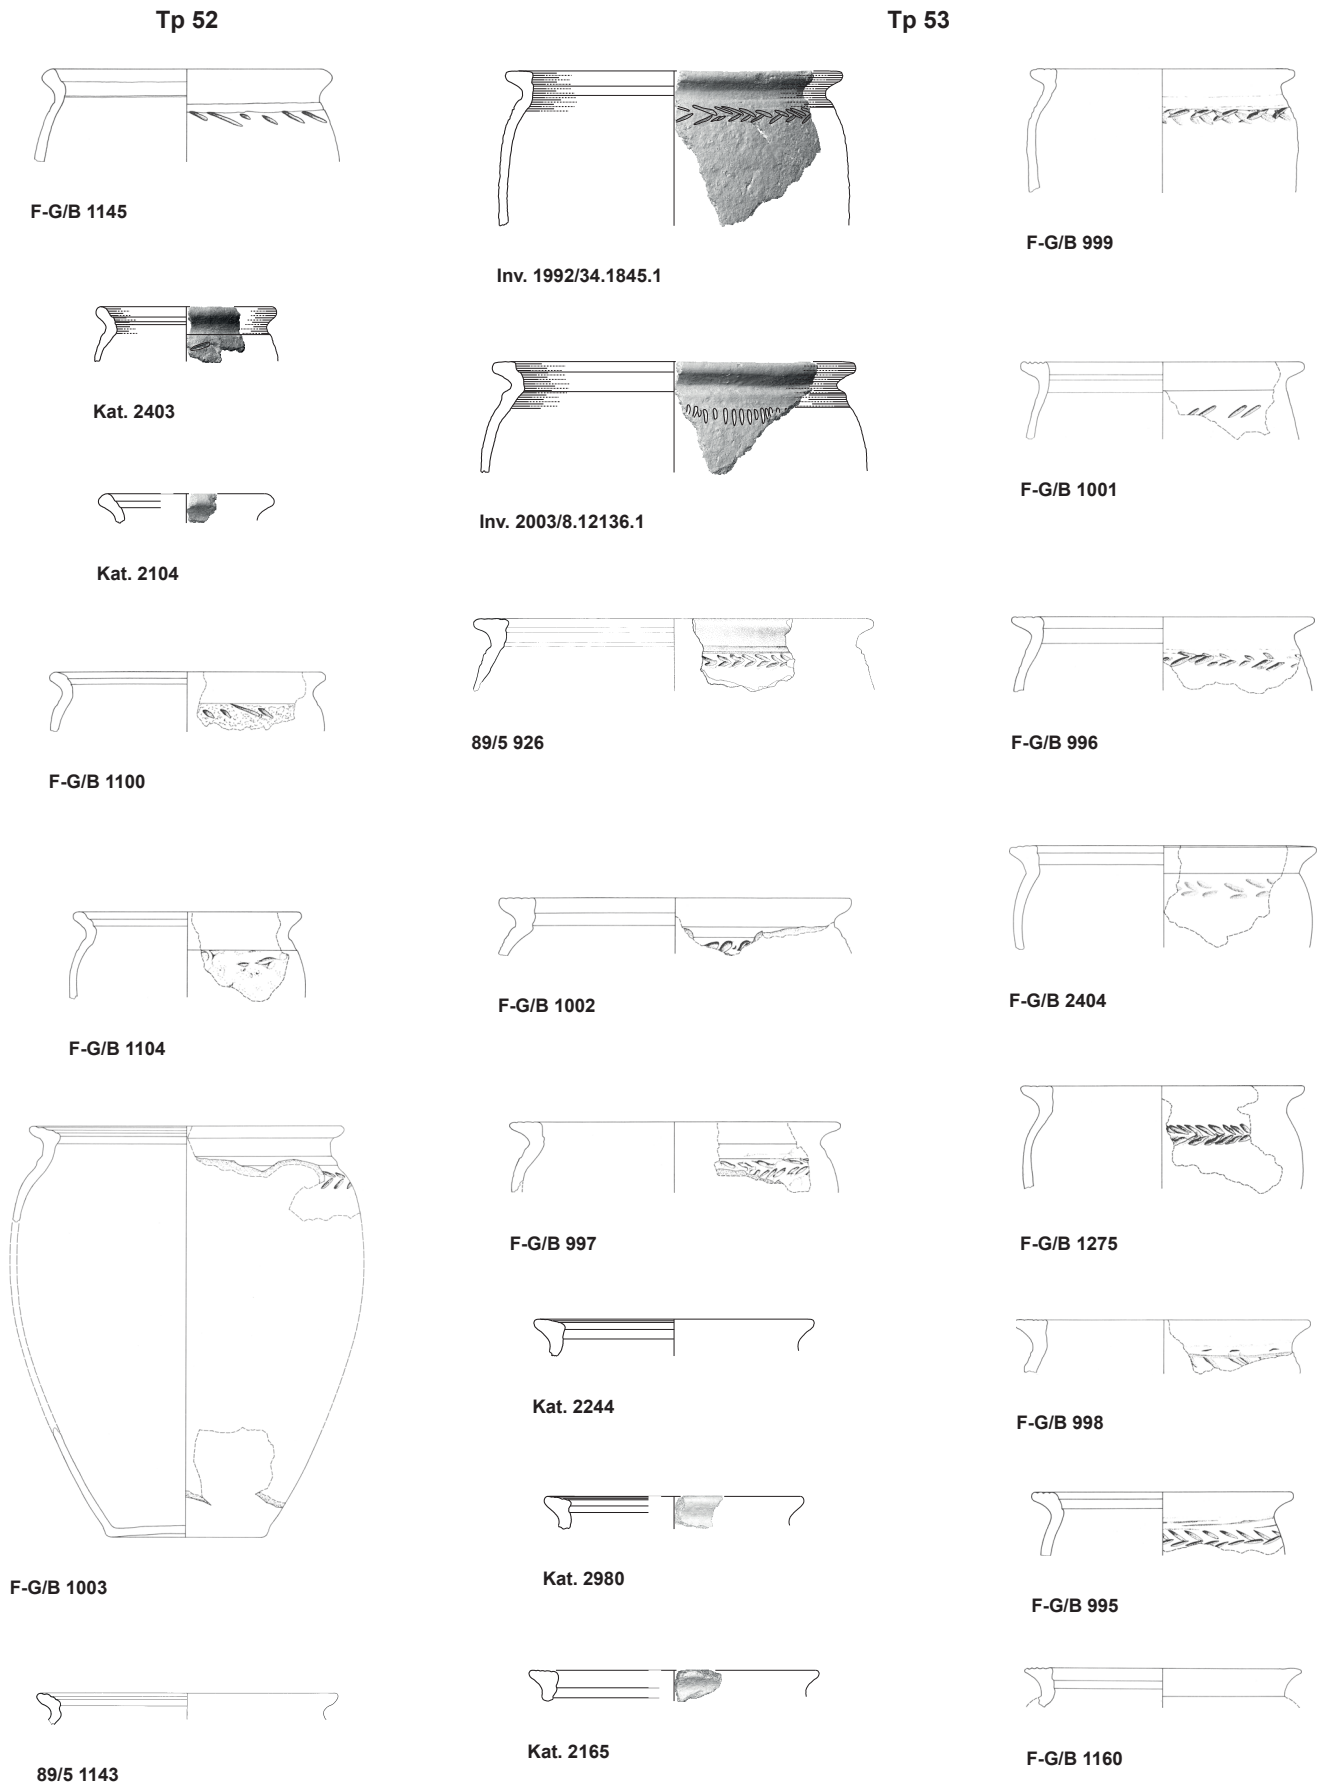 Tp 52
F-G/B 1145
Kat. 2403
Kat. 2104
F-G/B 1100
F-G/B 1104
F-G/B 1003
89/5 1143
Tp 53
Inv. 1992/34.1845.1
Inv. 2003/8.12136.1
89/5 926
F-G/B 1002
F-G/B 997
Kat. 2244
Kat. 2980
Kat. 2165
F-G/B 999
F-G/B 1001
F-G/B 996
F-G/B 2404
F-G/B 1275
F-G/B 998
F-G/B 995
F-G/B 1160